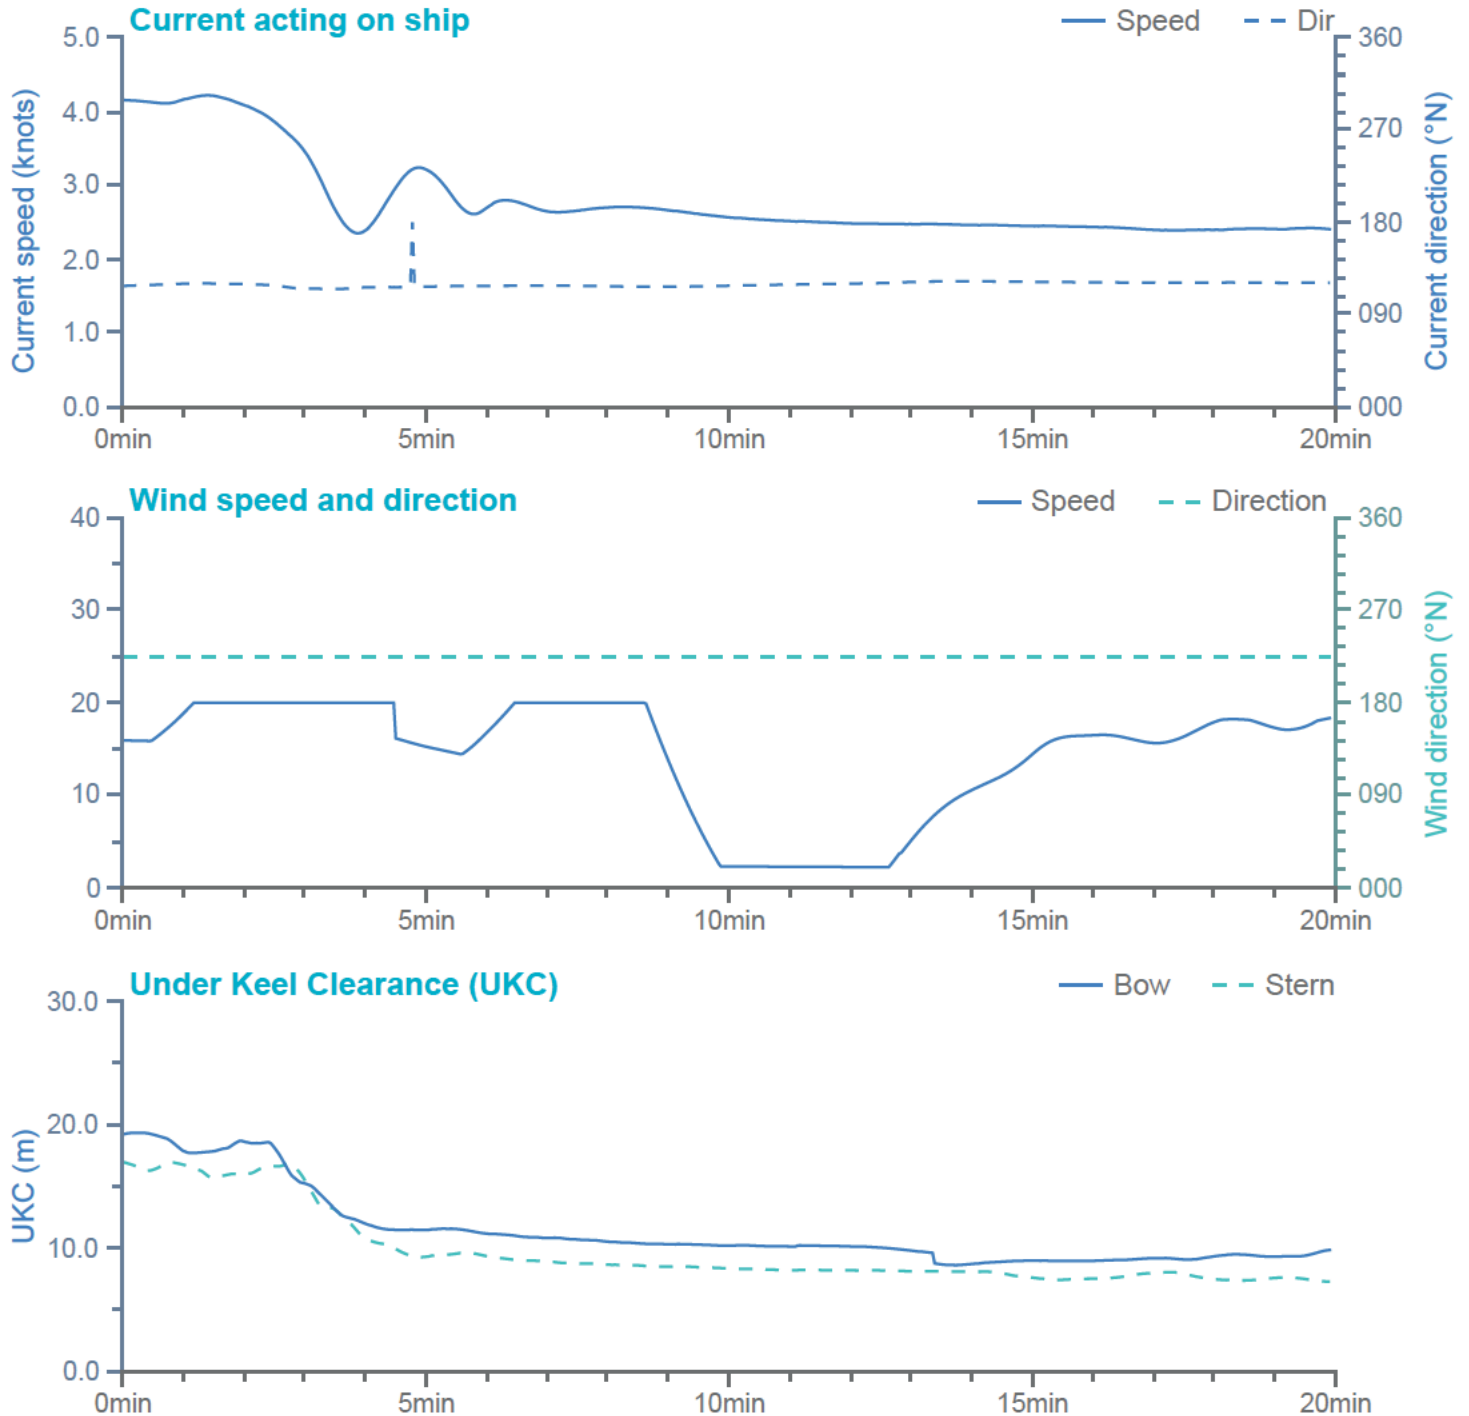 Current acting on ship
Speed
Dir
5.0
4.0
3.0
2.0
1.0
0.0
Current speed (knots)
360
270
180
090
000
Current direction (°N)
0min 5min 10min 15min 20min
Wind speed and direction
Speed
Direction
40
30
20
10
0
360
270
180
090
000
Wind direction (°N)
0min 5min 10min 15min 20min
Under Keel Clearance (UKC)
Bow
Stern
30.0
20.0
10.0
0.0
UKC (m)
0min 5min 10min 15min 20min